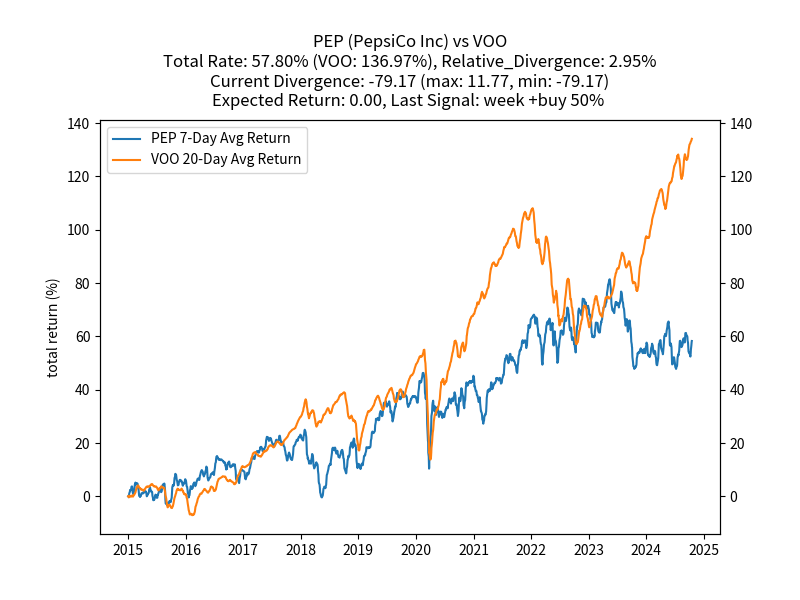 PEP (PepsiCo Inc) vs VOO
Total Rate: 57.80% (VOO: 136.97%), Relative_Divergence: 2.95%
Current Divergence: -79.17 (max: 11.77, min: -79.17)
Expected Return: 0.00, Last Signal: week +buy 50%
PEP 7-Day Avg Return
VOO 20-Day Avg Return
total return (%)
140
120
100
80
60
40
20
0
140
120
100
80
60
40
20
0
2015 2016 2017 2018 2019 2020 2021 2022 2023 2024 2025